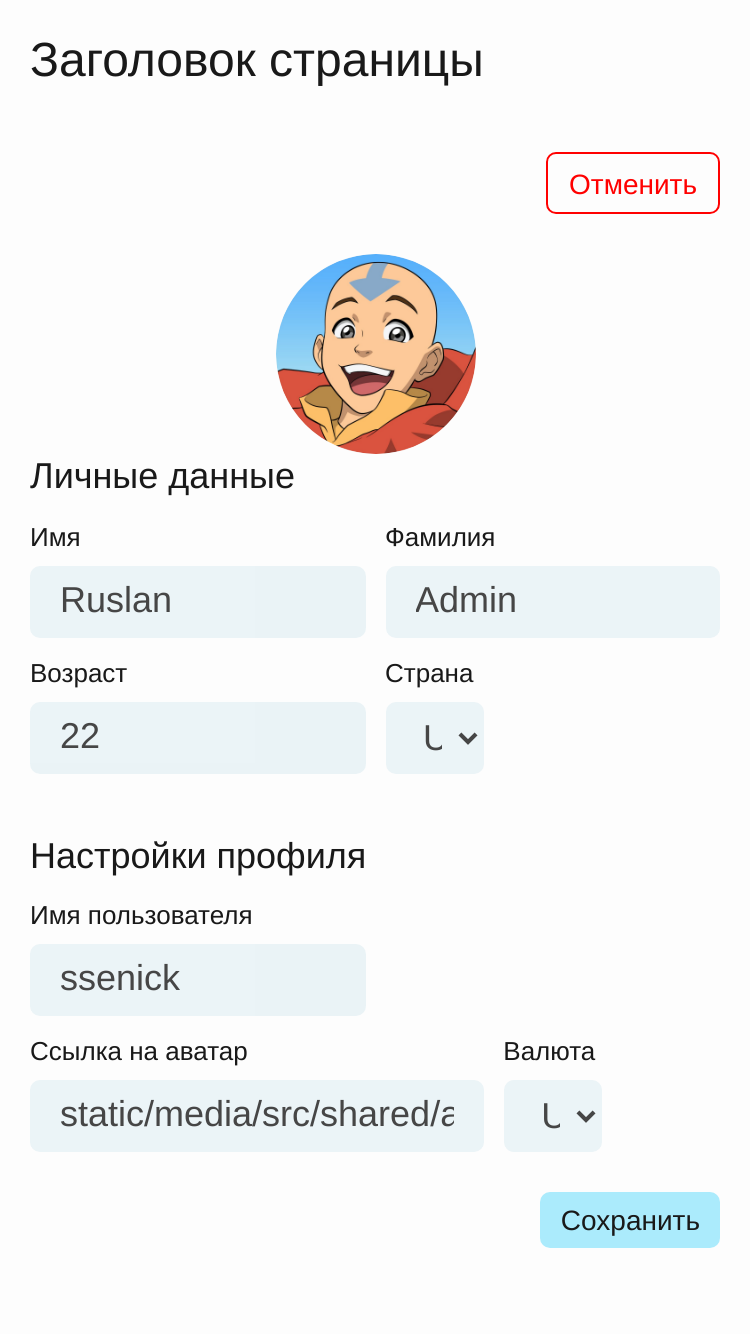 Заголовок страницы
Отменить
Личные данные
Имя
Фамилия
Ruslan
Admin
Возраст
Страна
22
Настройки профиля
Имя пользователя
ssenick
Ссылка на аватар
Валюта
static/media/src/shared/a
Сохранить